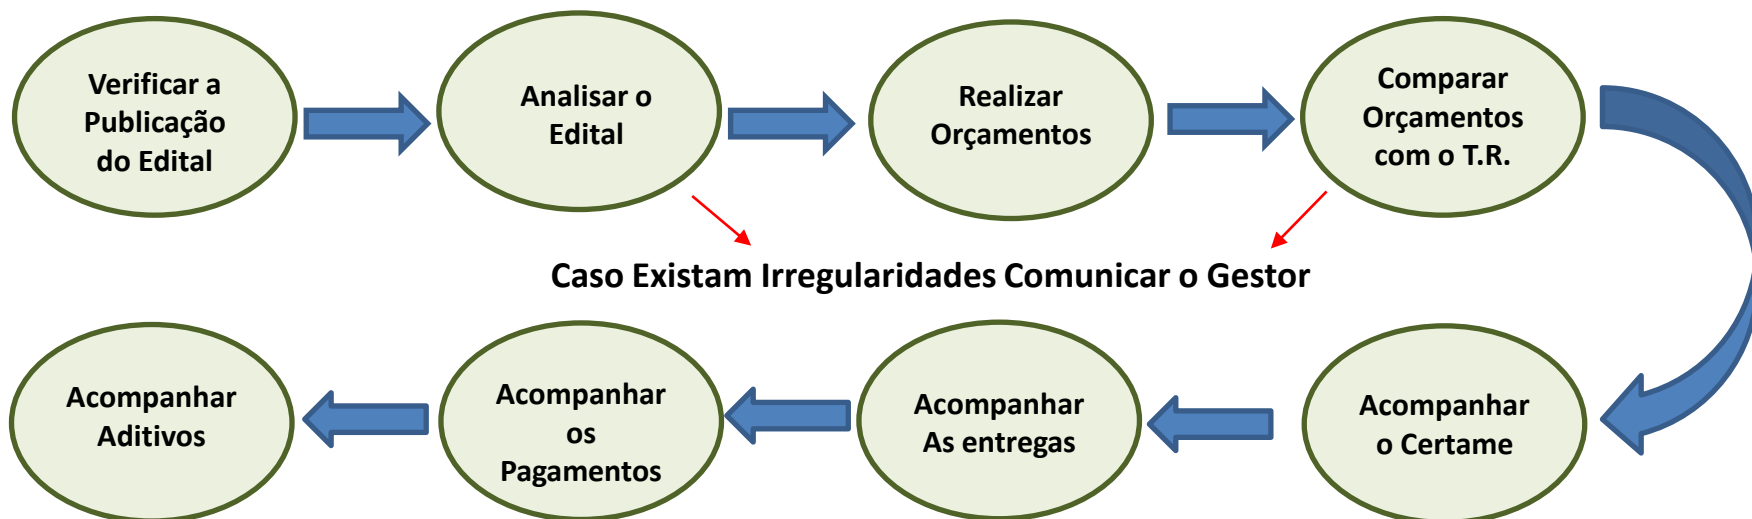 Verificar a
Publicação
do Edital
Analisar o
Edital
Realizar
Orçamentos
Comparar
Orçamentos
com o T.R.
Caso Existam Irregularidades Comunicar o Gestor
Acompanhar
o Certame
Acompanhar
As entregas
Acompanhar
os
Pagamentos
Acompanhar
Aditivos